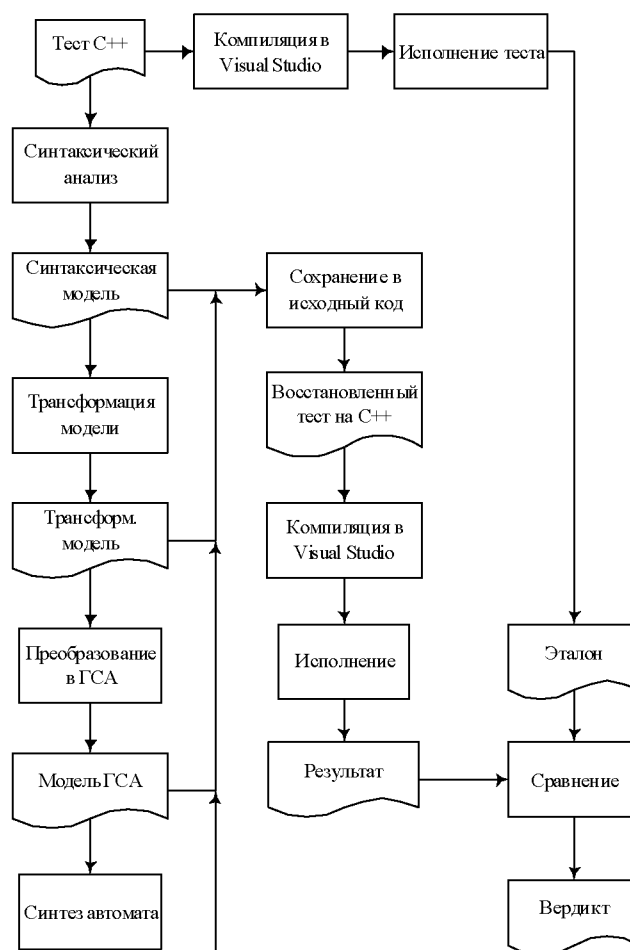 Тест C++
Компиляция в
Visual Studio
Исполнение теста
Синтаксический
анализ
Синтаксическая
модель
Сохранение в
исходный код
Трансформация
модели
Восстановленный
тест на C++
Трансформ.
модель
Компиляция в
Visual Studio
Преобразование
в ГСА
Исполнение
Эталон
Модель ГСА
Результат
Сравнение
Синтез автомата
Вердикт